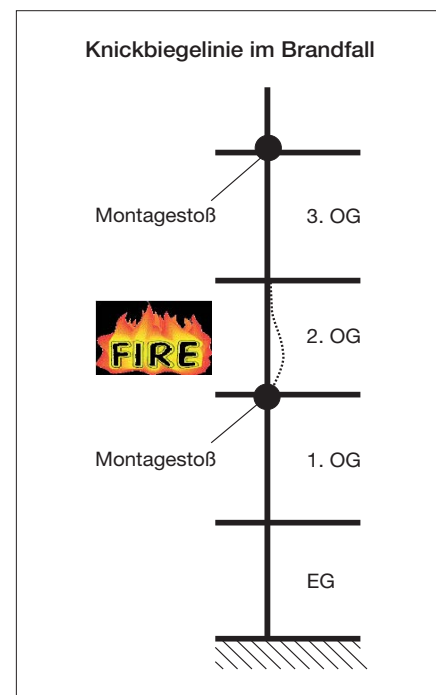 Knickbiegelinie im Brandfall
Montagestoß
3. OG
FIRE
2. OG
Montagestoß
1. OG
EG